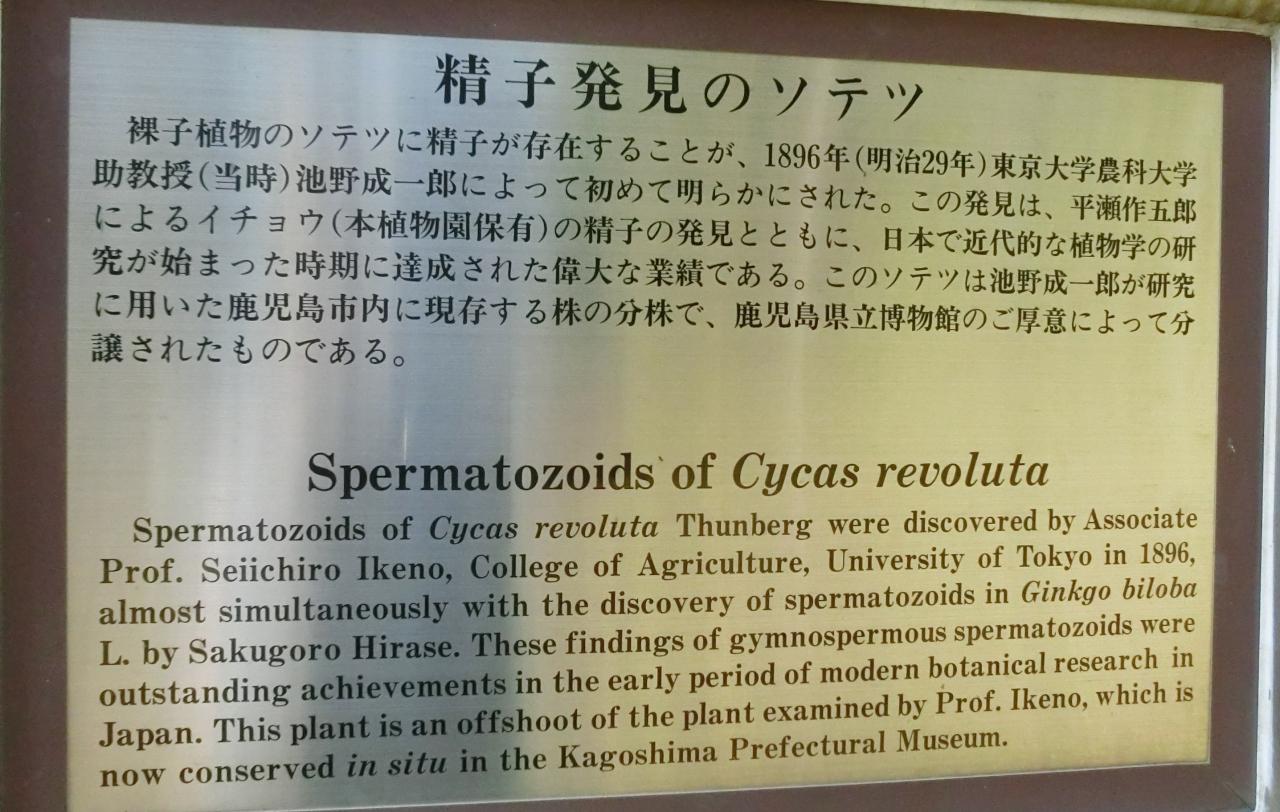 精子発見のソテツ
裸子植物のソテツに精子が存在することが、1896年(明治29年)東京大学農科大学
助教授(当時)池野成一郎によって初めて明らかにされた。この発見は、平瀬作五郎
によるイチョウ(本植物園保有)の精子の発見とともに、日本で近代的な植物学の研
究が始まった時期に達成された偉大な業績である。このソテツは池野成一郎が研究
に用いた鹿児島市内に現存する株の分株で、鹿児島県立博物館のご厚意によって分
譲されたものである。
Spermatozoids of Cycas revoluta
Spermatozoids of Cycas revoluta Thunberg were discovered by Associate
Prof. Seiichiro Ikeno, College of Agriculture, University of Tokyo in 1896,
almost simultaneously with the discovery of spermatozoids in Ginkgo biloba
L. by Sakugoro Hirase. These findings of gymnospermous spermatozoids were
outstanding achievements in the early period of modern botanical research in
Japan. This plant is an offshoot of the plant examined by Prof. Ikeno, which is
now conserved in situ in the Kagoshima Prefectural Museum.